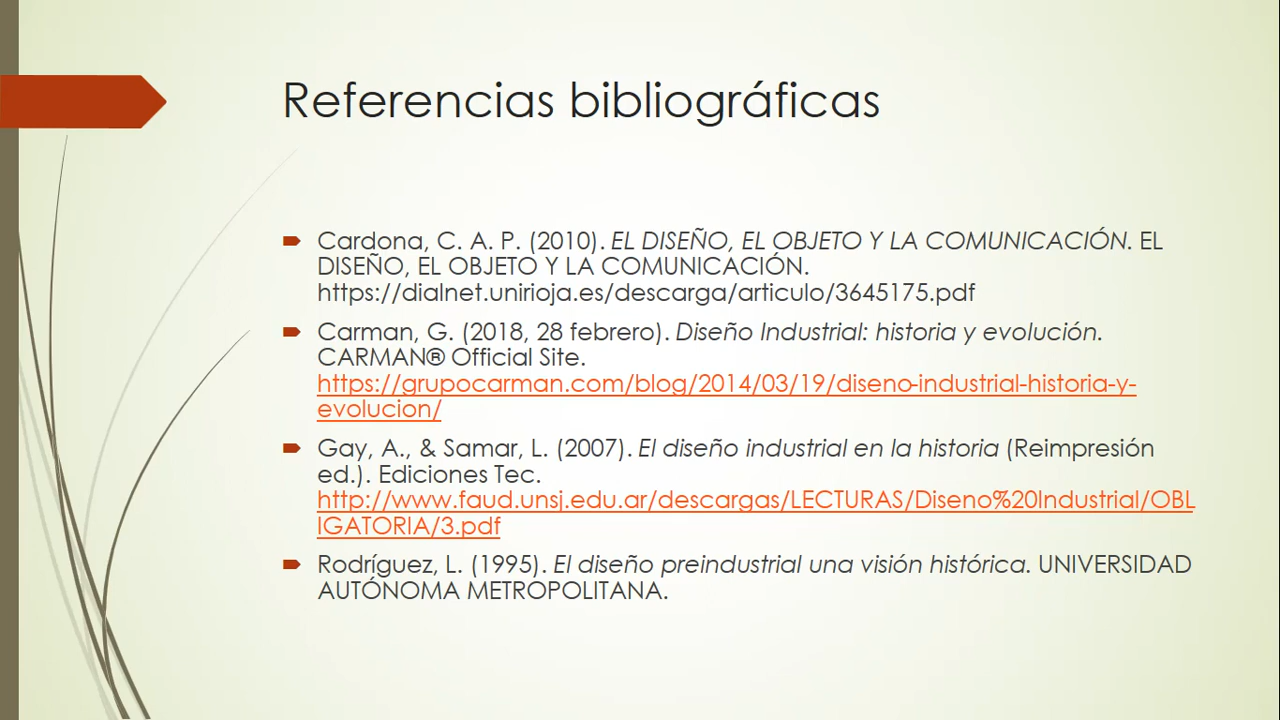 Referencias bibliográficas
Cardona, C. A. P. (2010). EL DISEÑO, EL OBJETO Y LA COMUNICACIÓN. EL
DISEÑO, EL OBJETO Y LA COMUNICACIÓN.
https://dialnet.unirioja.es/descarga/articulo/3645175.pdf
Carman, G. (2018, 28 febrero). Diseño Industrial: historia y evolución.
CARMAN® Official Site.
https://grupocarman.com/blog/2014/03/19/diseno-industrial-historia-y-
evolucion/
Gay, A., & Samar, L. (2007). El diseño industrial en la historia (Reimpresión
ed.). Ediciones Tec.
http://www.faud.unsj.edu.ar/descargas/LECTURAS/Diseno%20Industrial/OBL
IGATORIA/3.pdf
Rodríguez, L. (1995). El diseño preindustrial una visión histórica. UNIVERSIDAD
AUTÓNOMA METROPOLITANA.